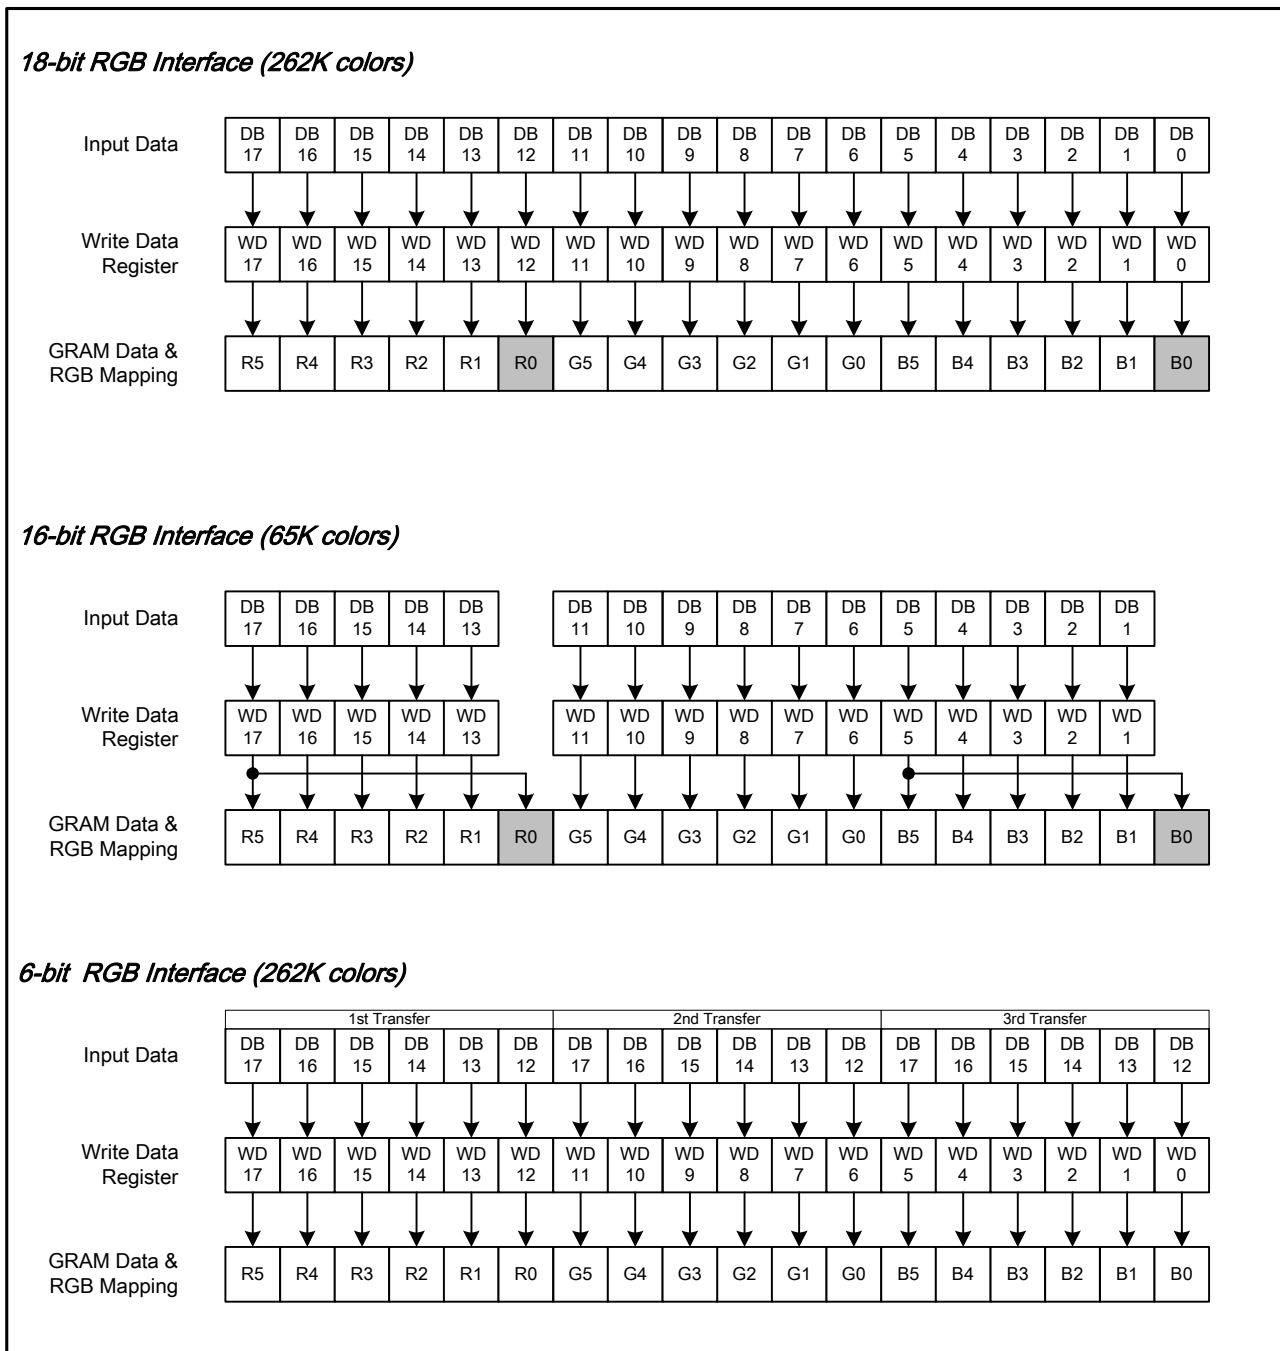 18-bit RGB Interface (262K colors)
Input Data
DB 17 DB 16 DB 15 DB 14 DB 13 DB 12 DB 11 DB 10 DB 9 DB 8 DB 7 DB 6 DB 5 DB 4 DB 3 DB 2 DB 1 DB 0
Write Data
Register
WD 17 WD 16 WD 15 WD 14 WD 13 WD 12 WD 11 WD 10 WD 9 WD 8 WD 7 WD 6 WD 5 WD 4 WD 3 WD 2 WD 1 WD 0
GRAM Data &
RGB Mapping
R5 R4 R3 R2 R1 R0 G5 G4 G3 G2 G1 G0 B5 B4 B3 B2 B1 B0
16-bit RGB Interface (65K colors)
Input Data
DB 17 DB 16 DB 15 DB 14 DB 13 DB 11 DB 10 DB 9 DB 8 DB 7 DB 6 DB 5 DB 4 DB 3 DB 2 DB 1
Write Data
Register
WD 17 WD 16 WD 15 WD 14 WD 13 WD 11 WD 10 WD 9 WD 8 WD 7 WD 6 WD 5 WD 4 WD 3 WD 2 WD 1
GRAM Data &
RGB Mapping
R5 R4 R3 R2 R1 R0 G5 G4 G3 G2 G1 G0 B5 B4 B3 B2 B1 B0
6-bit RGB Interface (262K colors)
1st Transfer 2nd Transfer 3rd Transfer
Input Data
DB 17 DB 16 DB 15 DB 14 DB 13 DB 12 DB 17 DB 16 DB 15 DB 14 DB 13 DB 12 DB 17 DB 16 DB 15 DB 14 DB 13 DB 12
Write Data
Register
WD 17 WD 16 WD 15 WD 14 WD 13 WD 12 WD 11 WD 10 WD 9 WD 8 WD 7 WD 6 WD 5 WD 4 WD 3 WD 2 WD 1 WD 0
GRAM Data &
RGB Mapping
R5 R4 R3 R2 R1 R0 G5 G4 G3 G2 G1 G0 B5 B4 B3 B2 B1 B0